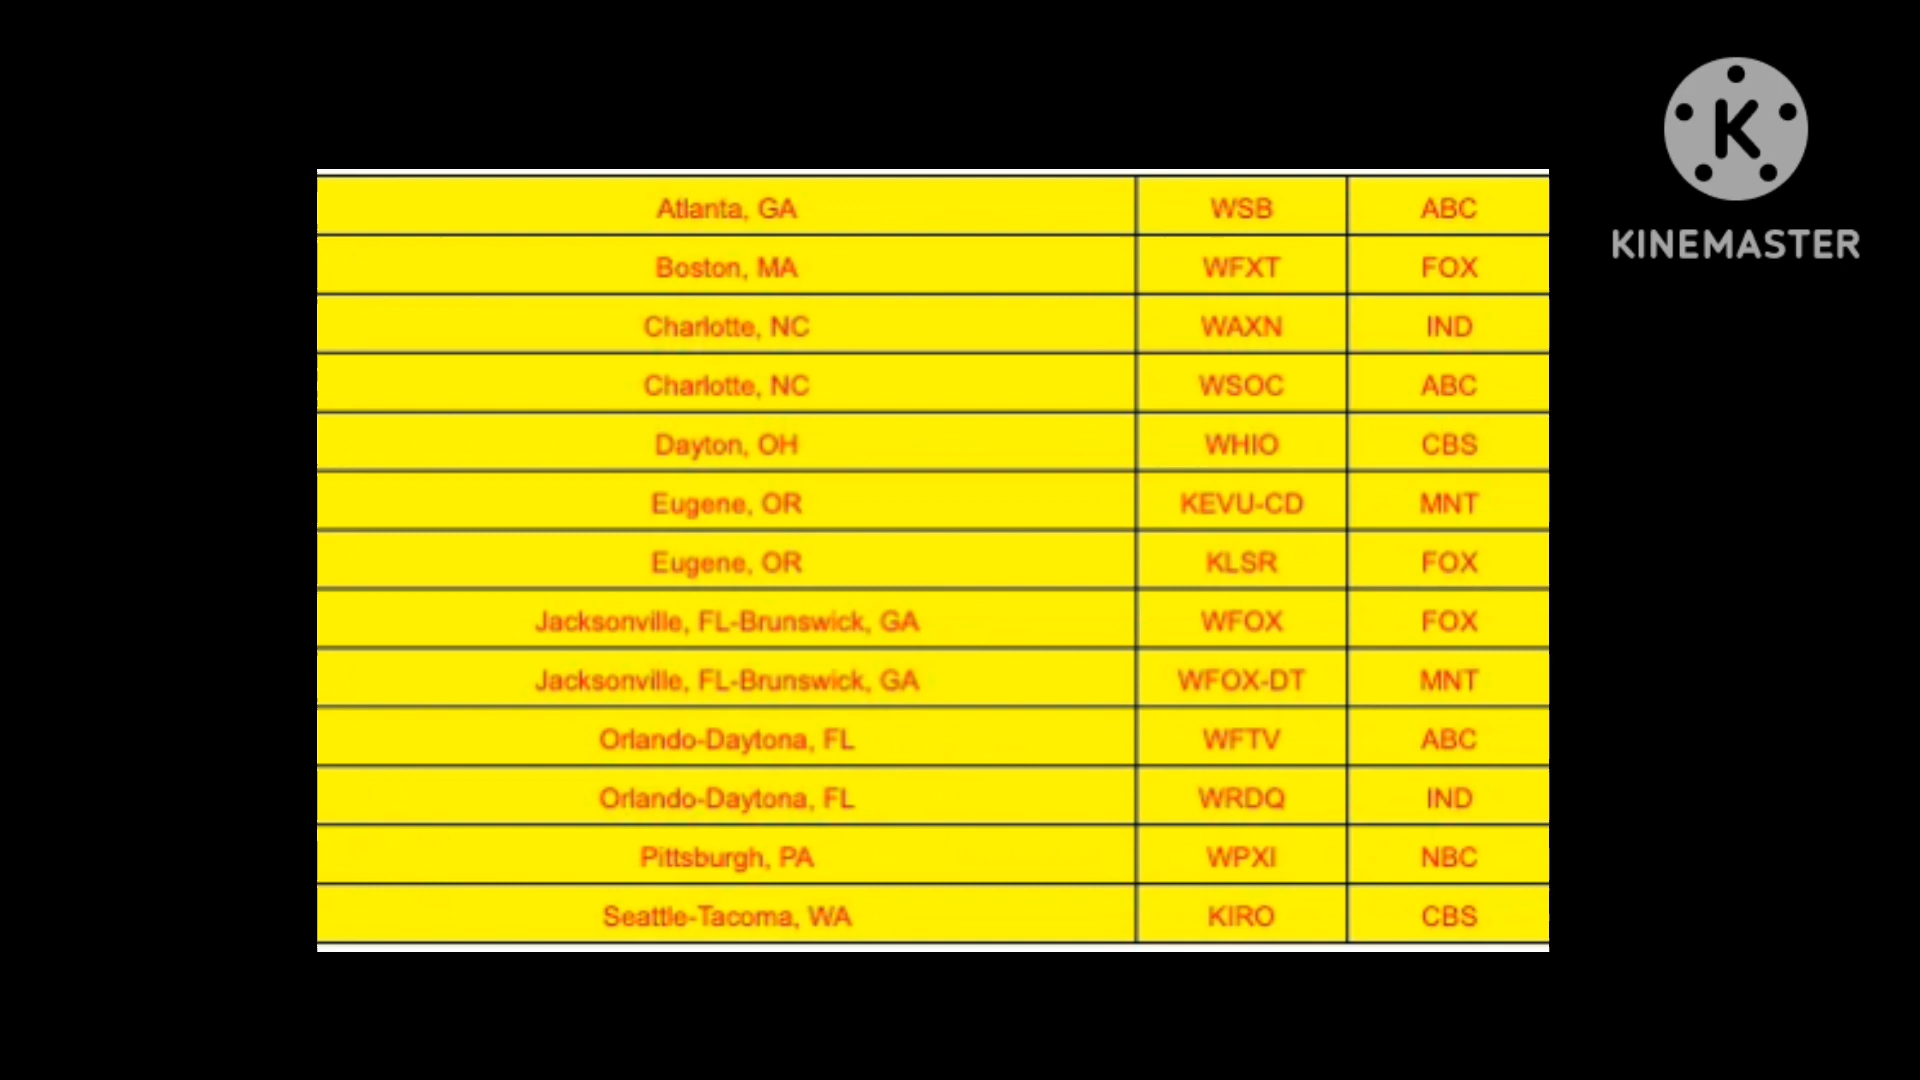 Atlanta, GA WSB ABC
Boston, MA WFXT FOX
Charlotte, NC WAXN IND
Charlotte, NC WSOC ABC
Dayton, OH WHIO CBS
Eugene, OR KEVU-CD MNT
Eugene, OR KLSR FOX
Jacksonville, FL-Brunswick, GA WFOX FOX
Jacksonville, FL-Brunswick, GA WFOX-DT MNT
Orlando-Daytona, FL WFTV ABC
Orlando-Daytona, FL WRDQ IND
Pittsburgh, PA WPXI NBC
Seattle-Tacoma, WA KIRO CBS
K
KINEMASTER